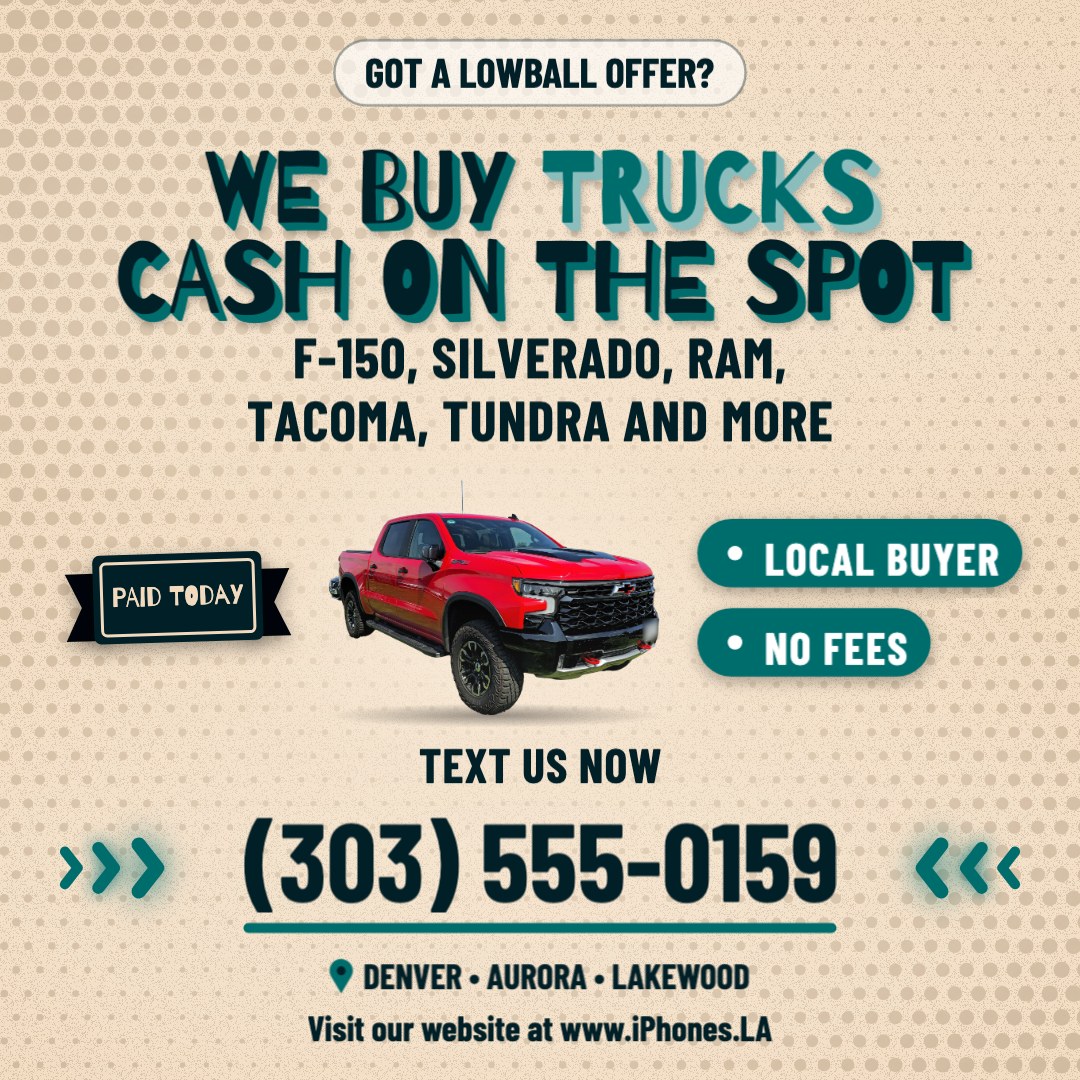 GOT A LOWBALL OFFER?
WE BUY TRUCKS
CASH ON THE SPOT
F-150, SILVERADO, RAM,
TACOMA, TUNDRA AND MORE
PAID TODAY
• LOCAL BUYER
• NO FEES
TEXT US NOW
(303) 555-0159
DENVER • AURORA • LAKEWOOD
Visit our website at www.iPhones.LA